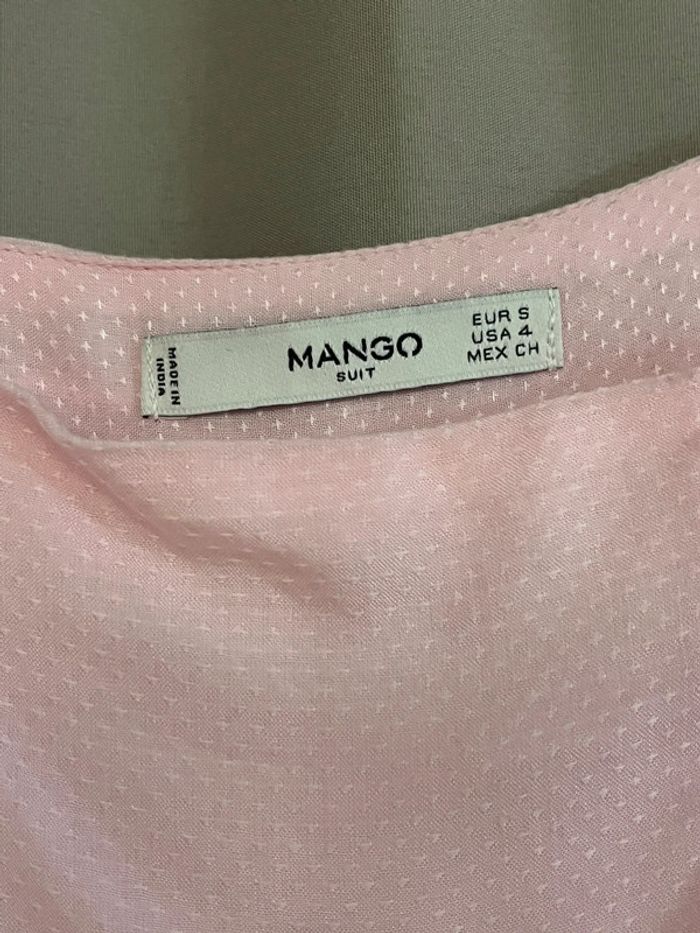 MADE IN
INDIA
MANGO
SUIT
EUR S
USA 4
MEX CH